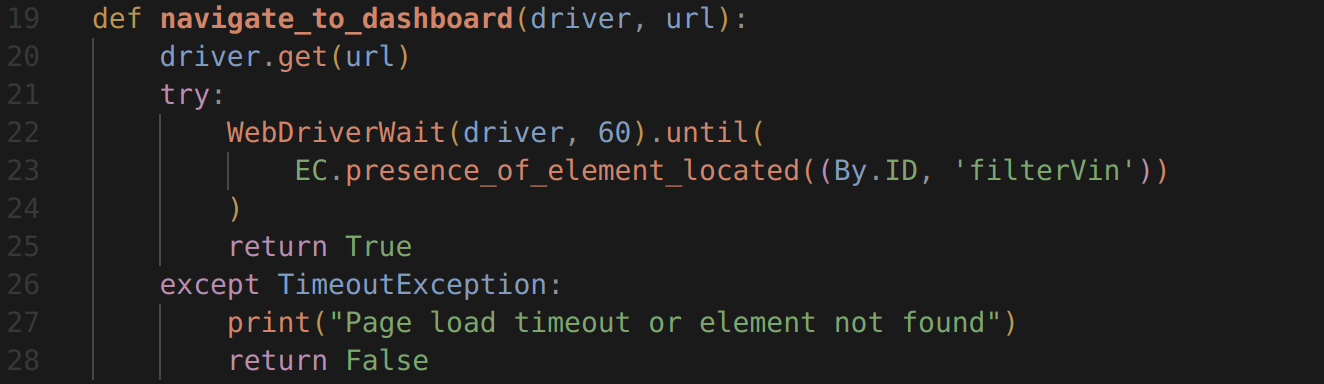 19 def navigate_to_dashboard(driver, url):
20     driver.get(url)
21     try:
22         WebDriverWait(driver, 60).until(
23             EC.presence_of_element_located((By.ID, 'filterVin'))
24         )
25         return True
26     except TimeoutException:
27         print("Page load timeout or element not found")
28         return False